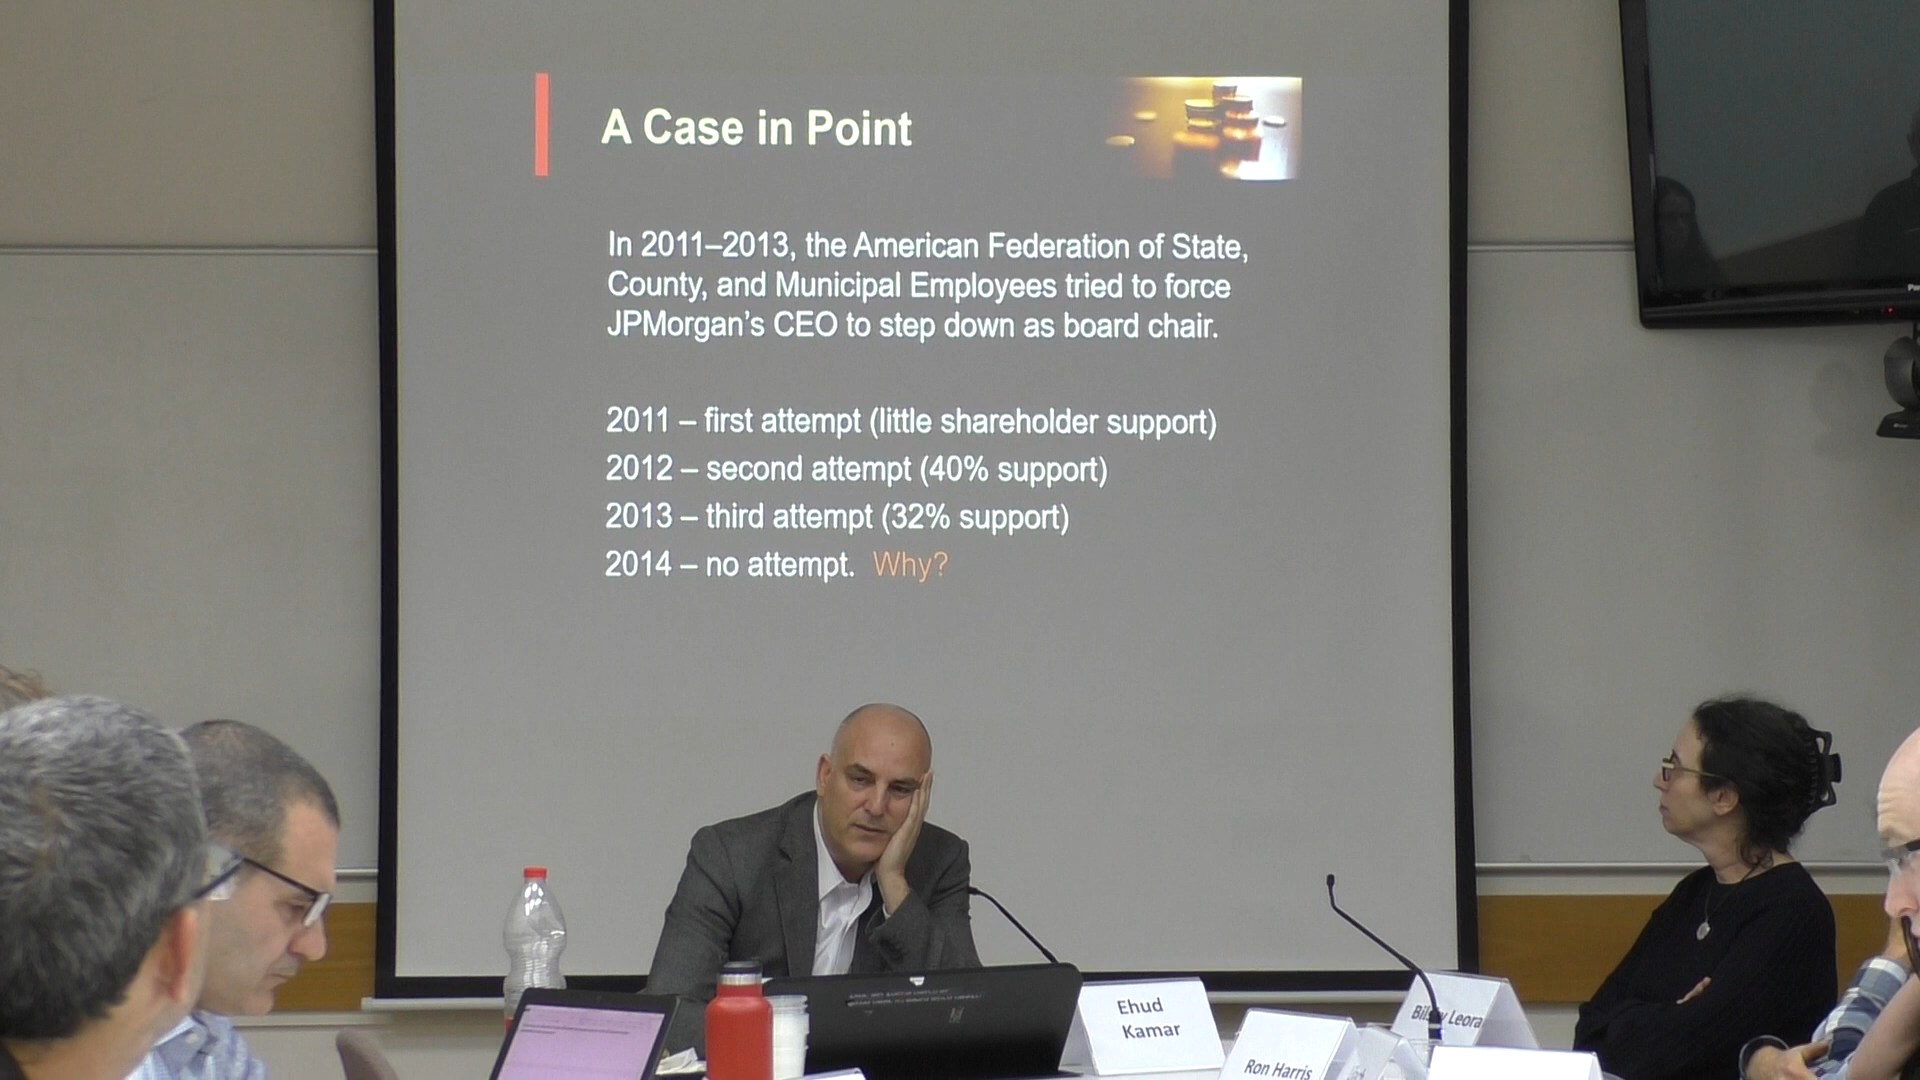 A Case in Point
In 2011–2013, the American Federation of State,
County, and Municipal Employees tried to force
JPMorgan's CEO to step down as board chair.
2011 – first attempt (little shareholder support)
2012 – second attempt (40% support)
2013 – third attempt (32% support)
2014 – no attempt. Why?
Ehud
Kamar
Leora
Ron Harris